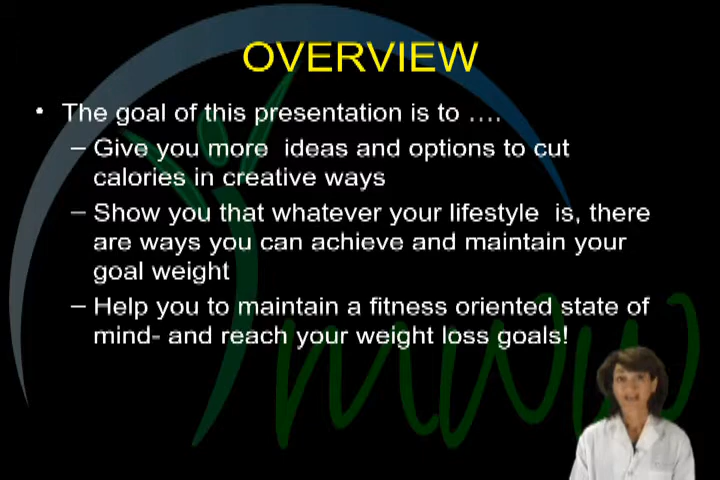 OVERVIEW
• The goal of this presentation is to ....
– Give you more ideas and options to cut
calories in creative ways
– Show you that whatever your lifestyle is, there
are ways you can achieve and maintain your
goal weight
– Help you to maintain a fitness oriented state of
mind- and reach your weight loss goals!
mww